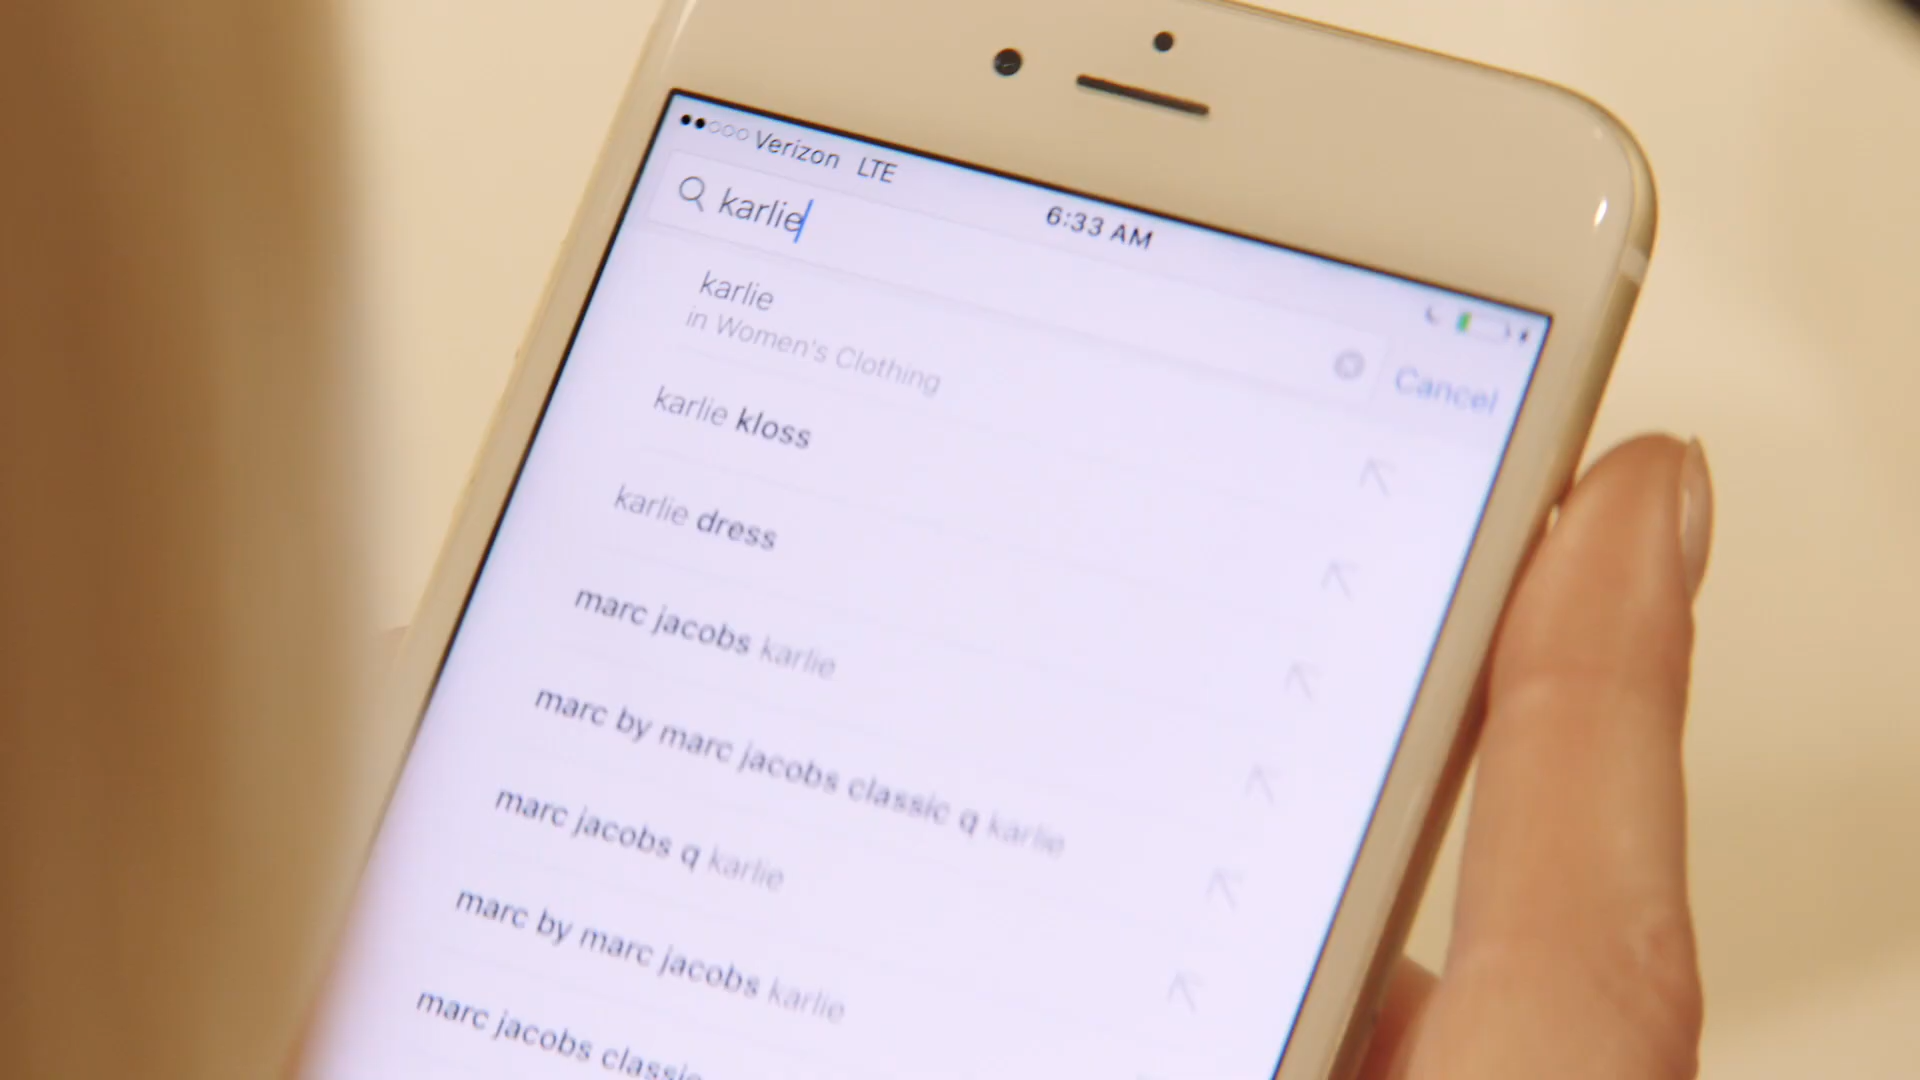 Verizon LTE
6:33 AM
karlie
Cancel
karlie
in Women's Clothing
karlie kloss
karlie dress
marc jacobs karlie
marc by marc jacobs classic q karlie
marc jacobs q karlie
marc by marc jacobs karlie
marc jacobs classic